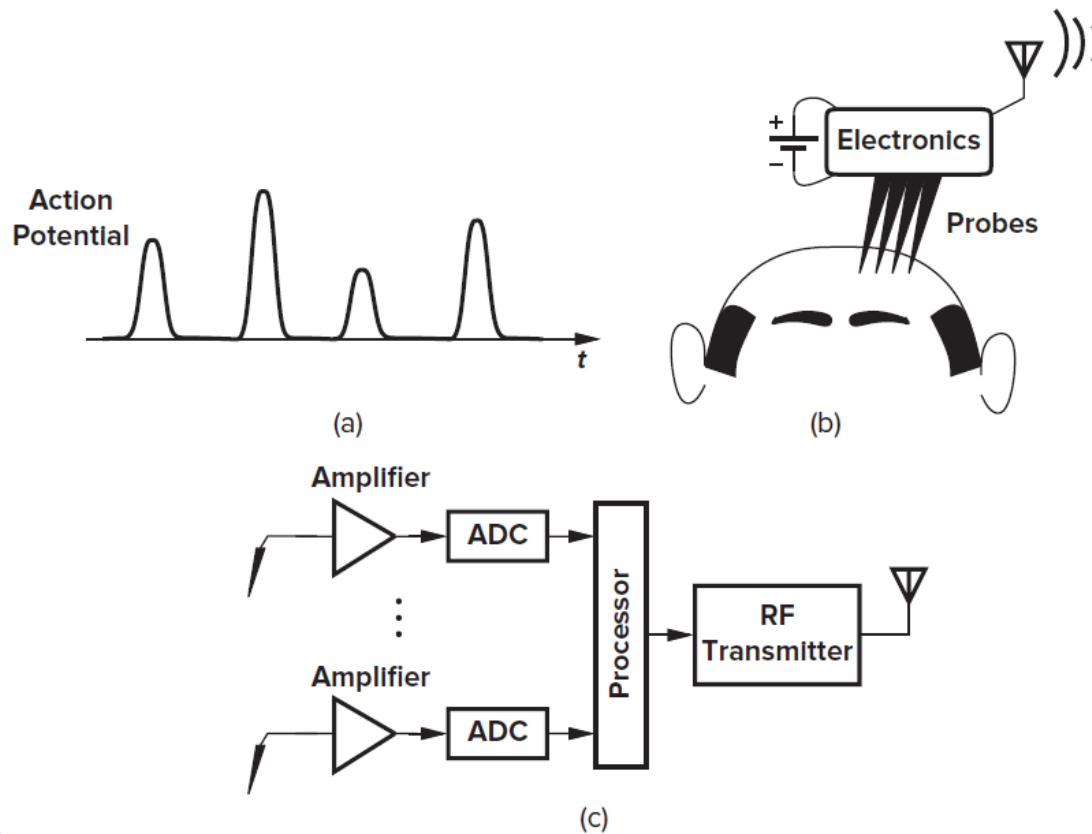 Action
Potential
t
(a)
+
−
Electronics
Probes
(b)
Amplifier
ADC
Amplifier
ADC
Processor
RF
Transmitter
(c)